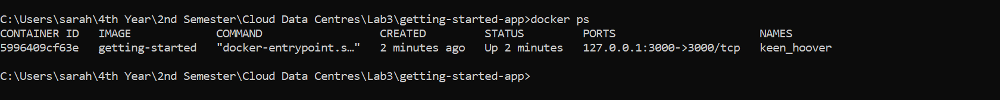 C:\Users\sarah\4th Year\2nd Semester\Cloud Data Centres\Lab3\getting-started-app>docker ps
CONTAINER ID   IMAGE             COMMAND                  CREATED         STATUS         PORTS                      NAMES
5996409cf63e   getting-started   "docker-entrypoint.s…"   2 minutes ago   Up 2 minutes   127.0.0.1:3000->3000/tcp   keen_hoover
C:\Users\sarah\4th Year\2nd Semester\Cloud Data Centres\Lab3\getting-started-app>